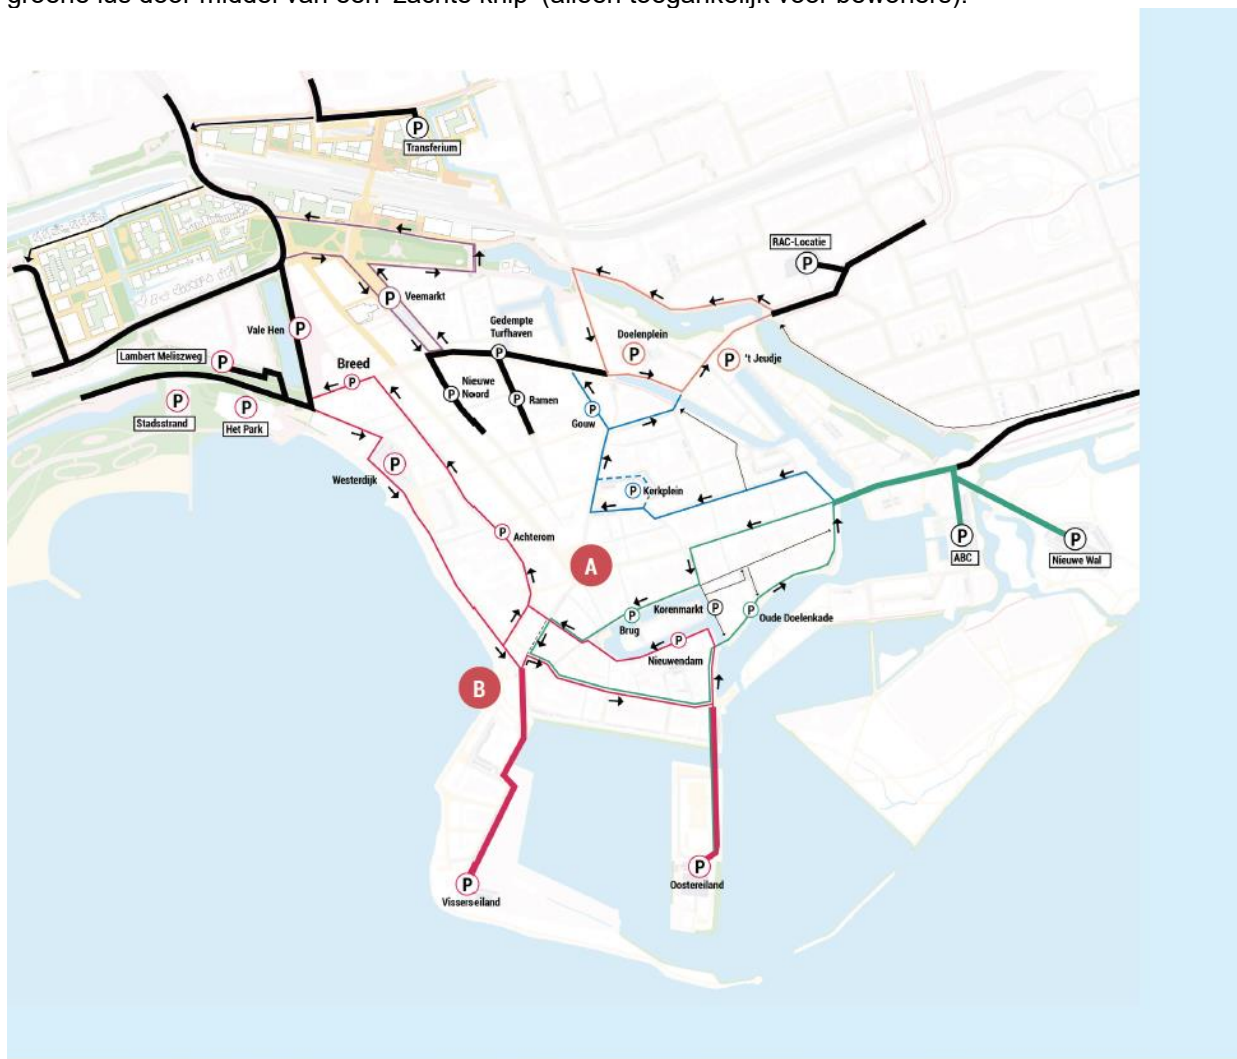 groene lus door middel van een 'zachte knip' (alleen toegankelijk voor bewoners).
P
Transferium
RAC-Locatie
P
P
Veemarkt
Vale Hen P
Gedempte
Turfhaven
P
Doelenplein
P
P 't Jeudje
Lambert Meliszweg P
Breed
P
P Nieuwe
Noord
P Ramen
P
Stadsstrand
P
Het Park
P
Gouw
P
Westerdijk
P Kerkplein
P
Achterom
P
ABC
P
Nieuwe Wal
A
Korenmarkt P
P
Oude Doelenkade
P
Brug
P
Nieuwendam
B
P
Oostereiland
P
Visserseiland